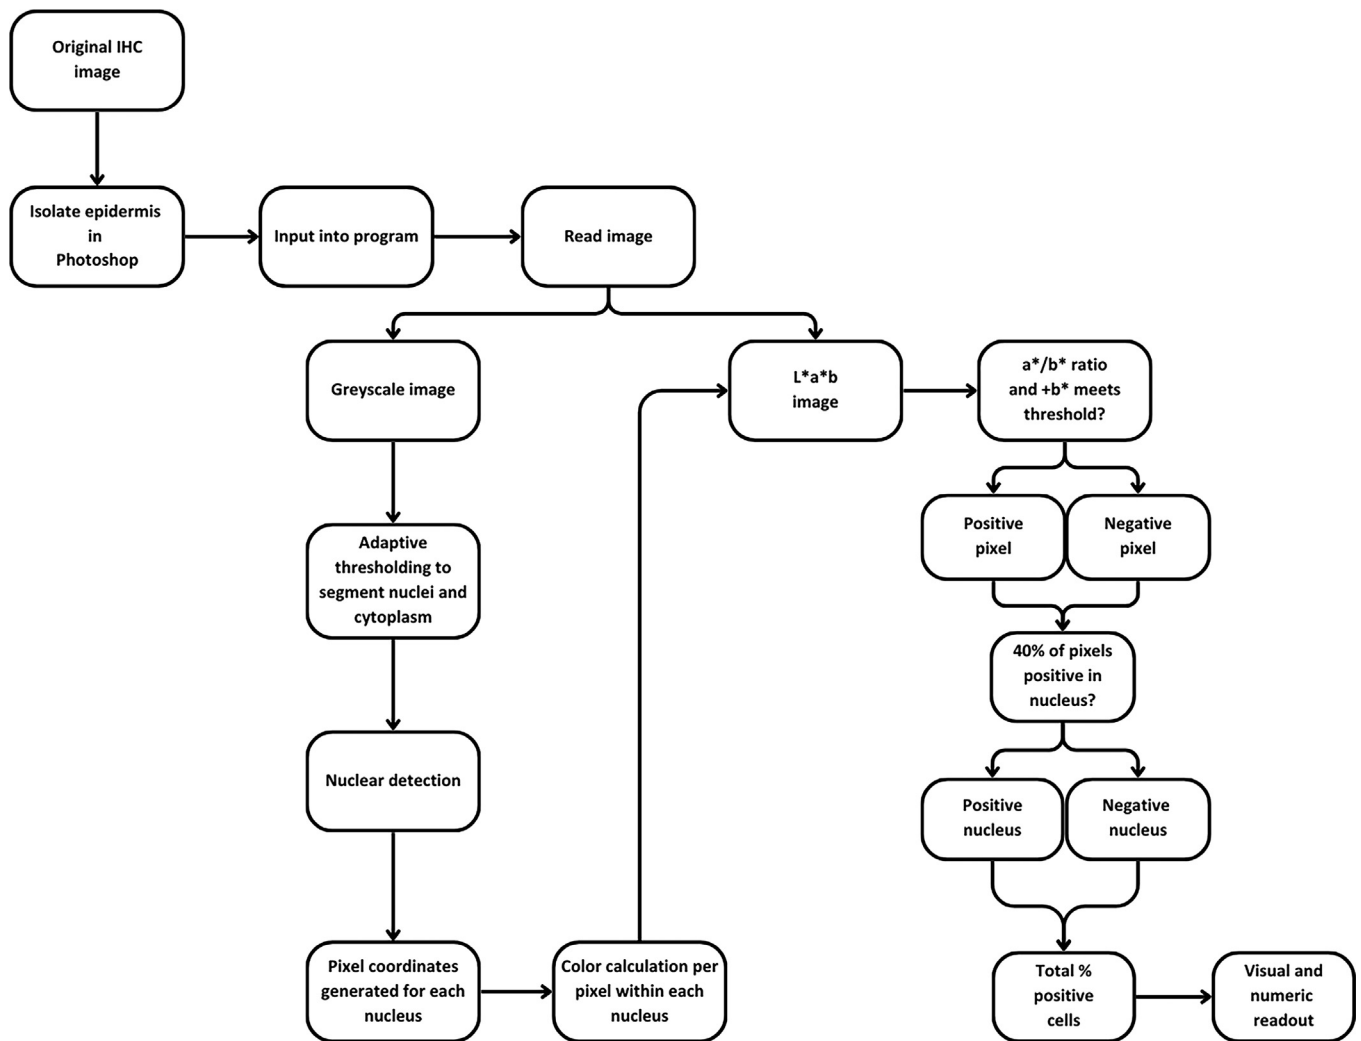 Original IHC
image
Isolate epidermis
in
Photoshop
Input into program
Read image
Greyscale image
L*a*b
image
a*/b* ratio
and +b* meets
threshold?
Adaptive
thresholding to
segment nuclei and
cytoplasm
Positive
pixel
Negative
pixel
40% of pixels
positive in
nucleus?
Nuclear detection
Positive
nucleus
Negative
nucleus
Pixel coordinates
generated for each
nucleus
Color calculation per
pixel within each
nucleus
Total %
positive
cells
Visual and
numeric
readout